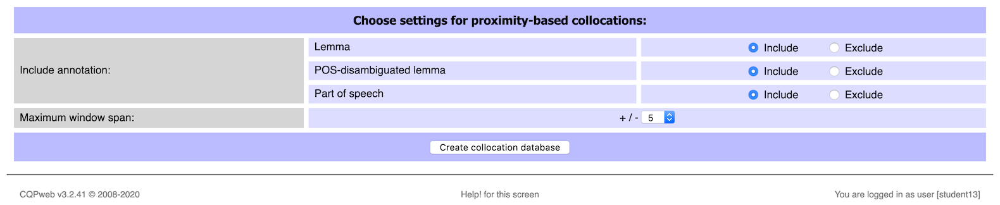 Choose settings for proximity-based collocations:
Include annotation:
Lemma Include Exclude
POS-disambiguated lemma Include Exclude
Part of speech Include Exclude
Maximum window span: + / - 5
Create collocation database
CQPweb v3.2.41 © 2008-2020 Help! for this screen You are logged in as user [student13]